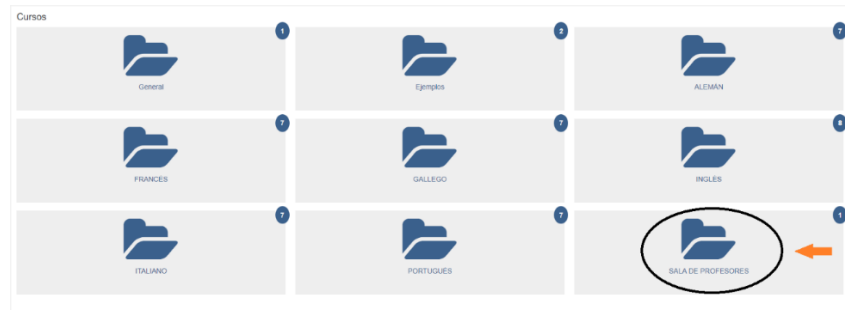 Cursos
1
General
2
Ejemplos
7
ALEMÁN
7
FRANCÉS
7
GALLEGO
8
INGLÉS
7
ITALIANO
7
PORTUGUÉS
1
SALA DE PROFESORES